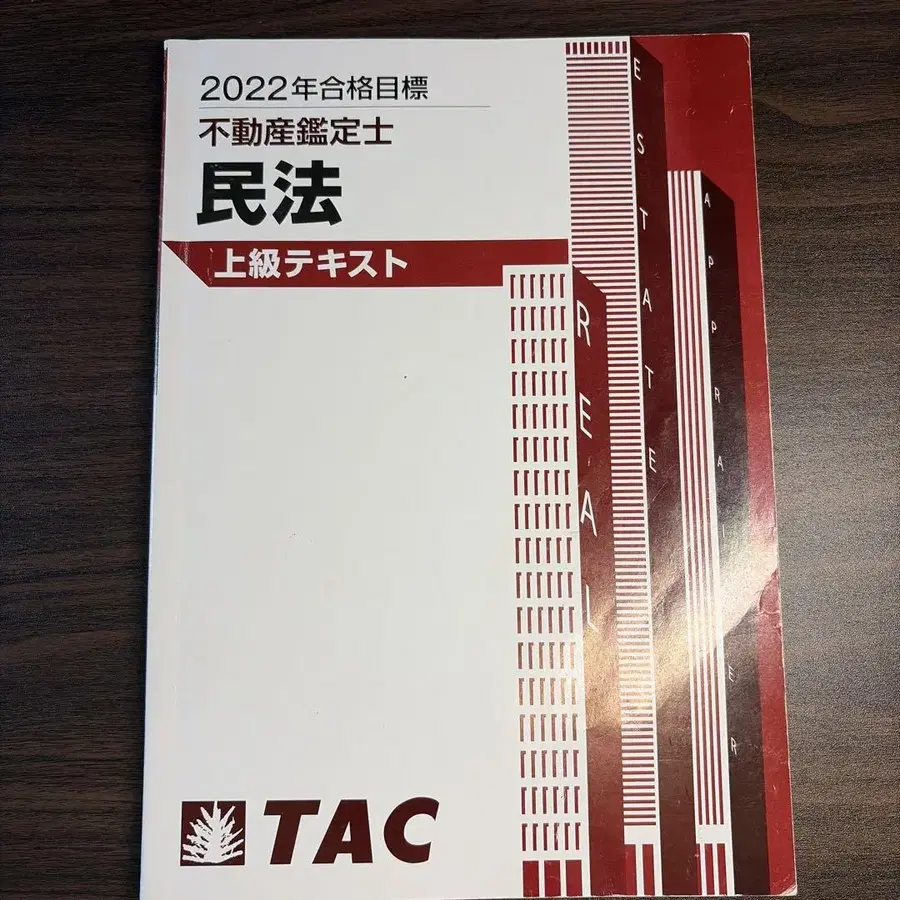 2022年合格目標
不動産鑑定士
民法
上級テキスト
REAL
ESTATE
APPRAISER
TAC